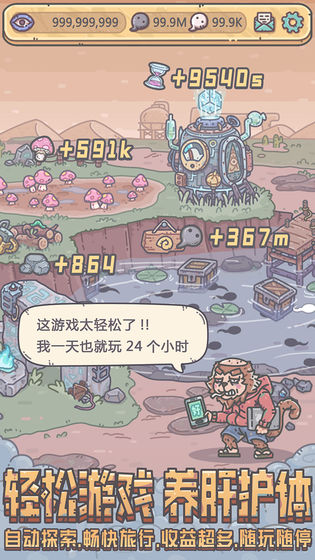 999,999,999 99.9M 99.9K
+9540s
+591k
+367m
+864
这游戏太轻松了!!
我一天也就玩 24 个小时
轻松游戏 养肝护体
自动探索,畅快旅行,收益超多,随玩随停